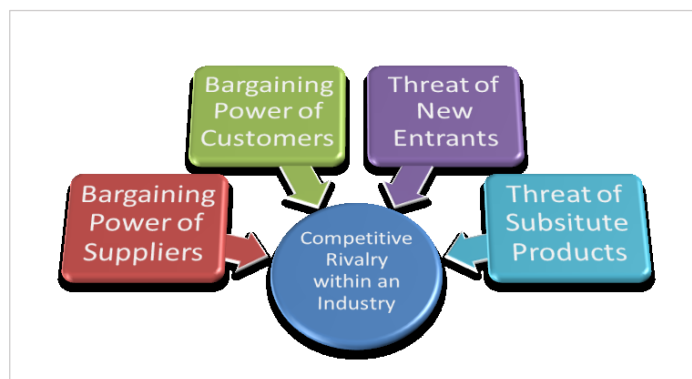 Bargaining
Power of
Customers
Threat of
New
Entrants
Bargaining
Power of
Suppliers
Threat of
Subsitute
Products
Competitive
Rivalry
within an
Industry